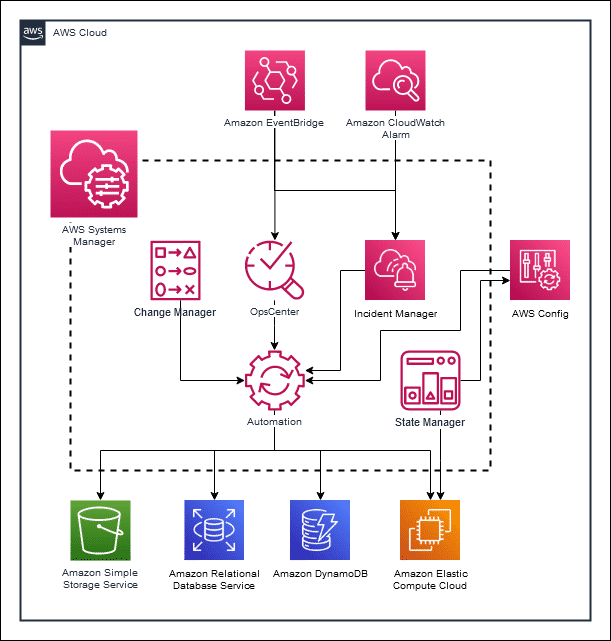 aws
AWS Cloud
Amazon EventBridge
Amazon CloudWatch
Alarm
AWS Systems
Manager
Change Manager
OpsCenter
Incident Manager
AWS Config
Automation
State Manager
Amazon Simple
Storage Service
Amazon Relational
Database Service
Amazon DynamoDB
Amazon Elastic
Compute Cloud